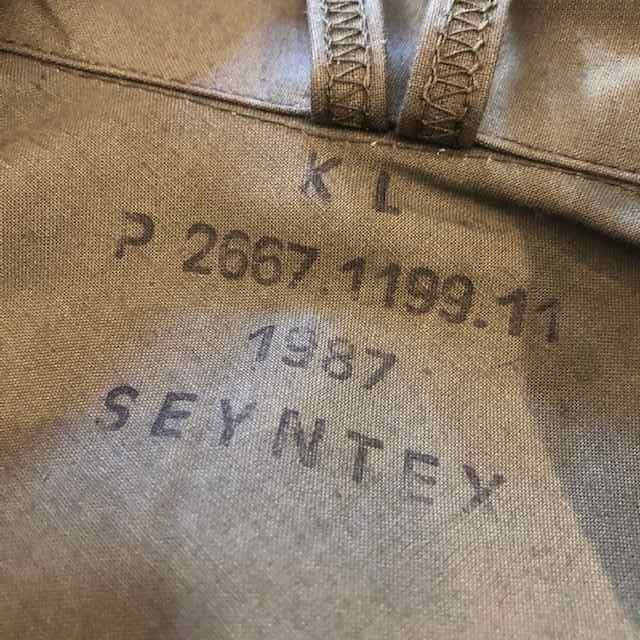 K L
P 2667.1199.11
1987
SEYNTEX